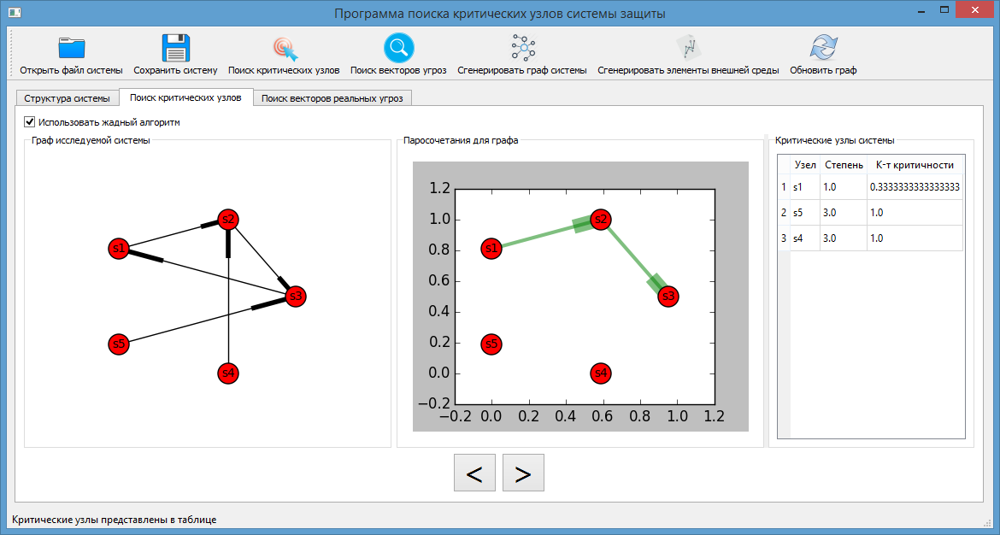 Программа поиска критических узлов системы защиты
Открыть файл системы
Сохранить систему
Поиск критических узлов
Поиск векторов угроз
Сгенерировать граф системы
Сгенерировать элементы внешней среды
Обновить граф
Структура системы
Поиск критических узлов
Поиск векторов реальных угроз
Использовать жадный алгоритм
Граф исследуемой системы
s2
s1
s3
s5
s4
Паросочетания для графа
1.2
1.0
0.8
0.6
0.4
0.2
0.0
−0.2
s2
s1
s3
s5
s4
−0.2 0.0 0.2 0.4 0.6 0.8 1.0 1.2
Критические узлы системы
Узел Степень К-т критичности
1 s1 1.0 0.3333333333333333
2 s5 3.0 1.0
3 s4 3.0 1.0
< >
Критические узлы представлены в таблице